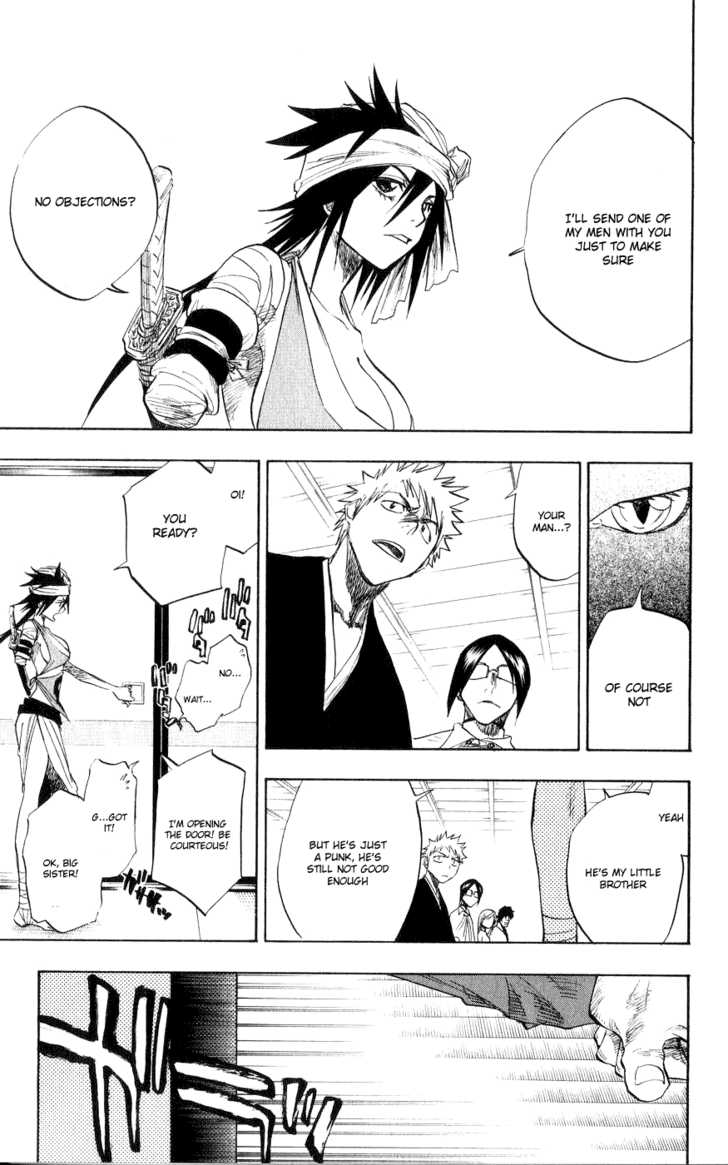 I'LL SEND ONE OF
MY MEN WITH YOU
JUST TO MAKE
SURE
NO OBJECTIONS?
OF COURSE
NOT
YOUR
MAN...?
OI!
YOU
READY?
NO...
WAIT...
I'M OPENING
THE DOOR! BE
COURTEOUS!
G...GOT
IT!
OK, BIG
SISTER!
YEAH
HE'S MY LITTLE
BROTHER
BUT HE'S JUST
A PUNK, HE'S
STILL NOT GOOD
ENOUGH